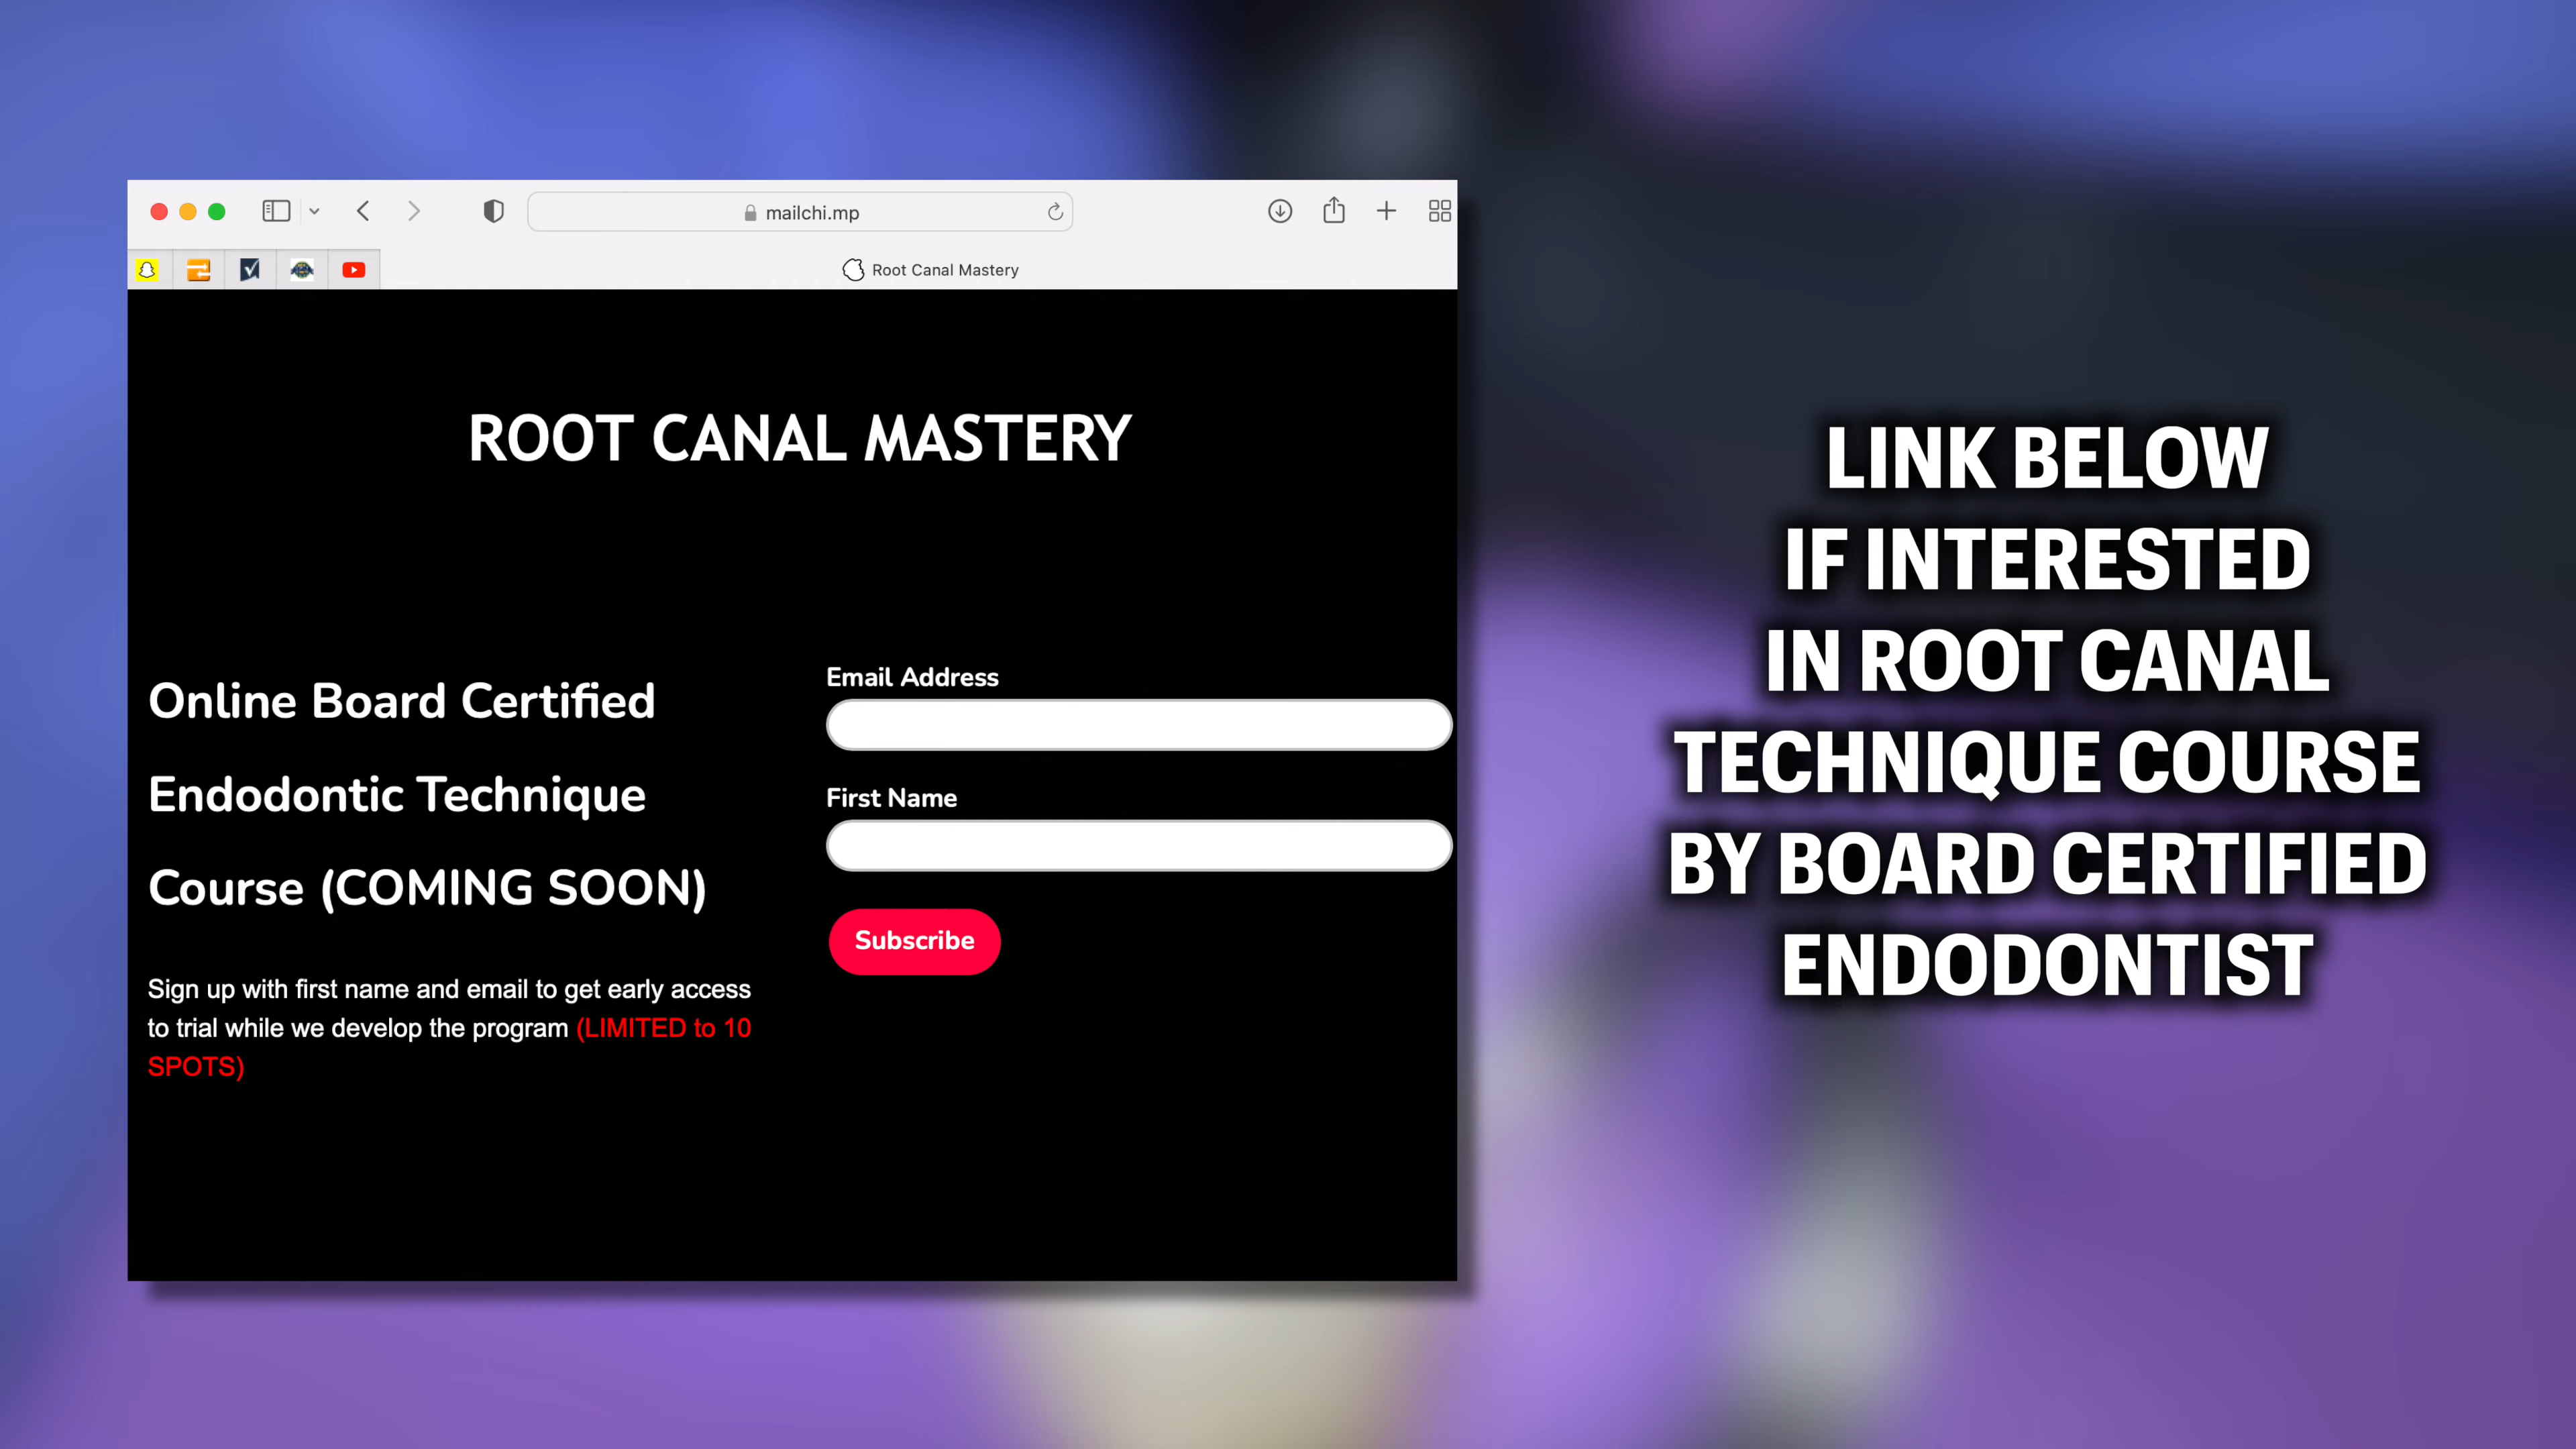 mailchi.mp
Root Canal Mastery
ROOT CANAL MASTERY
Online Board Certified
Endodontic Technique
Course (COMING SOON)
Sign up with first name and email to get early access
to trial while we develop the program (LIMITED to 10
SPOTS)
Email Address
First Name
Subscribe
LINK BELOW
IF INTERESTED
IN ROOT CANAL
TECHNIQUE COURSE
BY BOARD CERTIFIED
ENDODONTIST